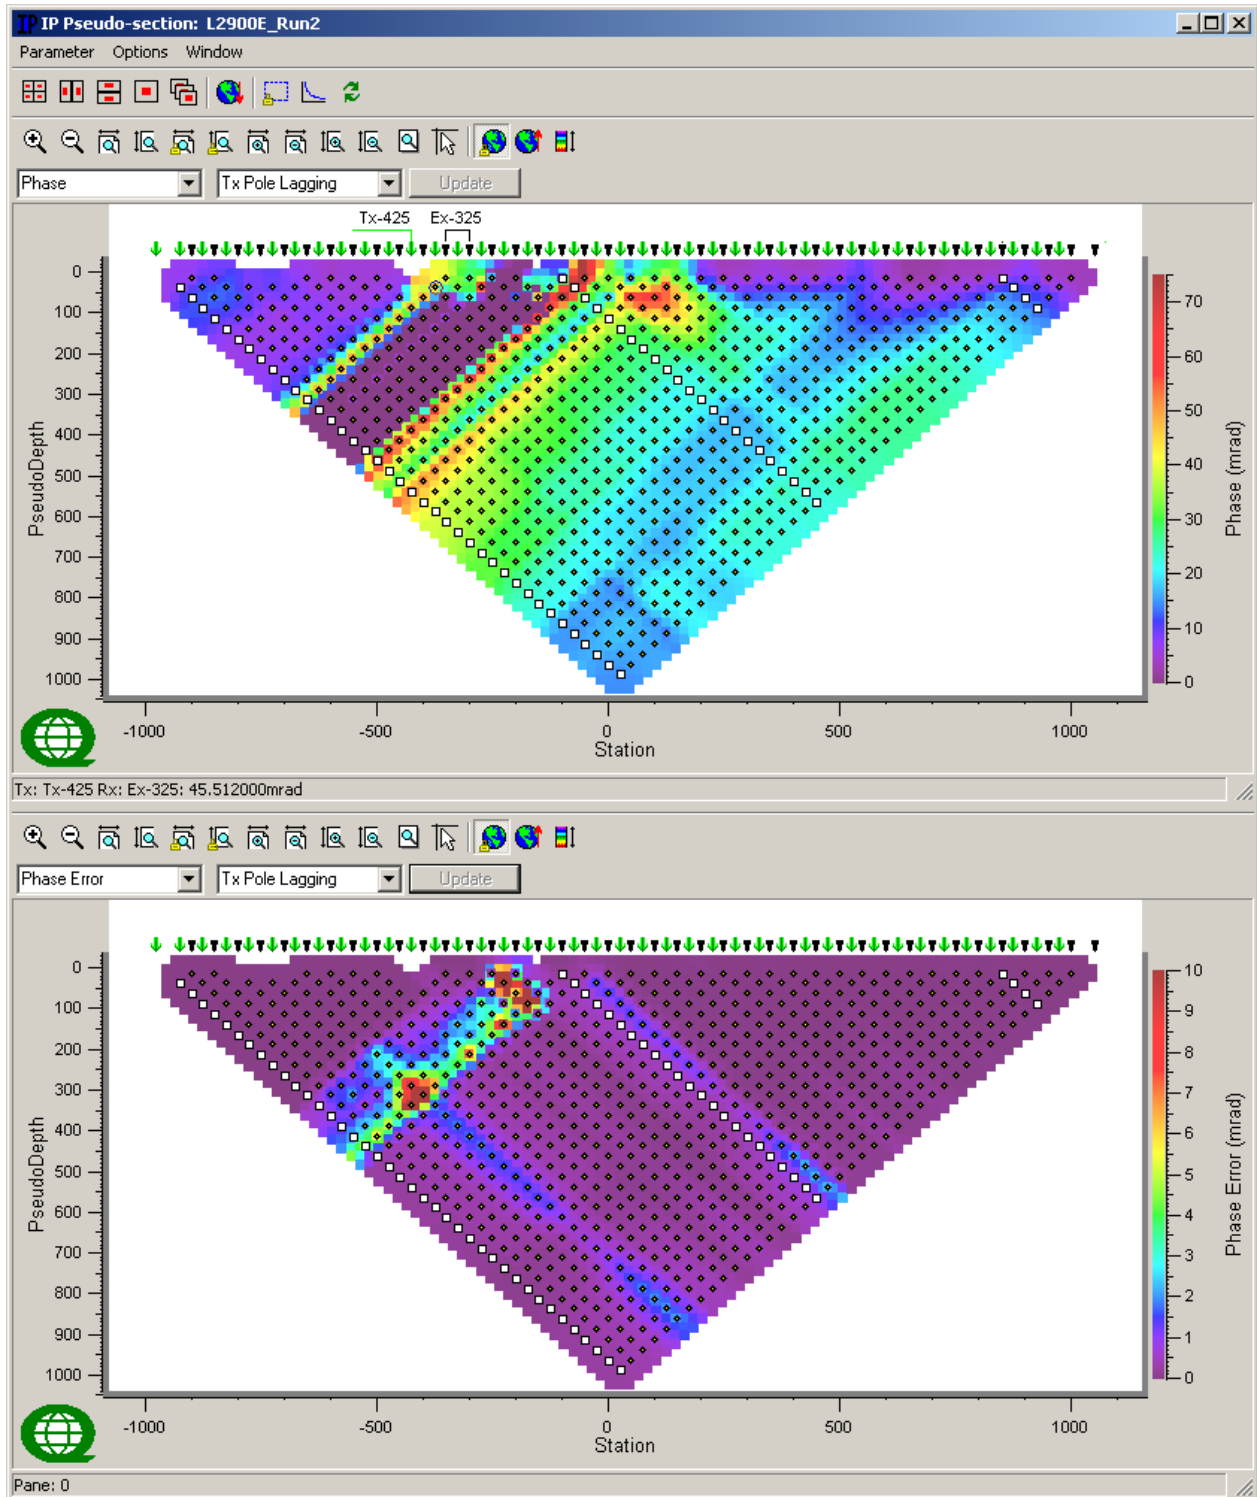 IP IP Pseudo-section: L2900E_Run2
Parameter Options Window
Phase Tx Pole Lagging Update
Tx-425 Ex-325
0
100
200
300
400
500
600
700
800
900
1000
PseudoDepth
-1000 -500 0 500 1000
Station
70
60
50
40
30
20
10
0
Phase (mrad)
Tx: Tx-425 Rx: Ex-325: 45.512000mrad
Phase Error Tx Pole Lagging Update
0
100
200
300
400
500
600
700
800
900
1000
PseudoDepth
-1000 -500 0 500 1000
Station
10
9
8
7
6
5
4
3
2
1
0
Phase Error (mrad)
Pane: 0